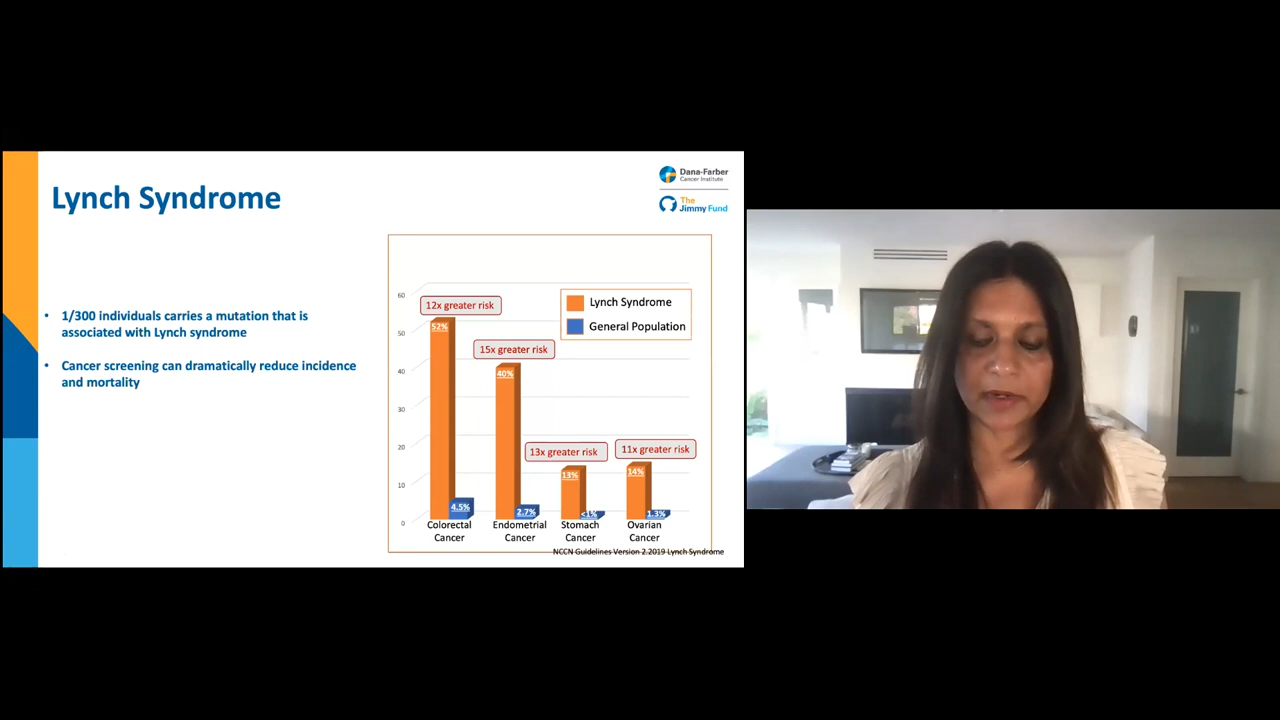 Lynch Syndrome
Dana-Farber
Cancer Institute
The
Jimmy Fund
• 1/300 individuals carries a mutation that is
associated with Lynch syndrome
• Cancer screening can dramatically reduce incidence
and mortality
60
50
40
30
20
10
0
12x greater risk
15x greater risk
13x greater risk
11x greater risk
Lynch Syndrome
General Population
52%
4.5%
40%
2.7%
13%
<1%
14%
1.3%
Colorectal
Cancer
Endometrial
Cancer
Stomach
Cancer
Ovarian
Cancer
NCCN Guidelines Version 2.2019 Lynch Syndrome